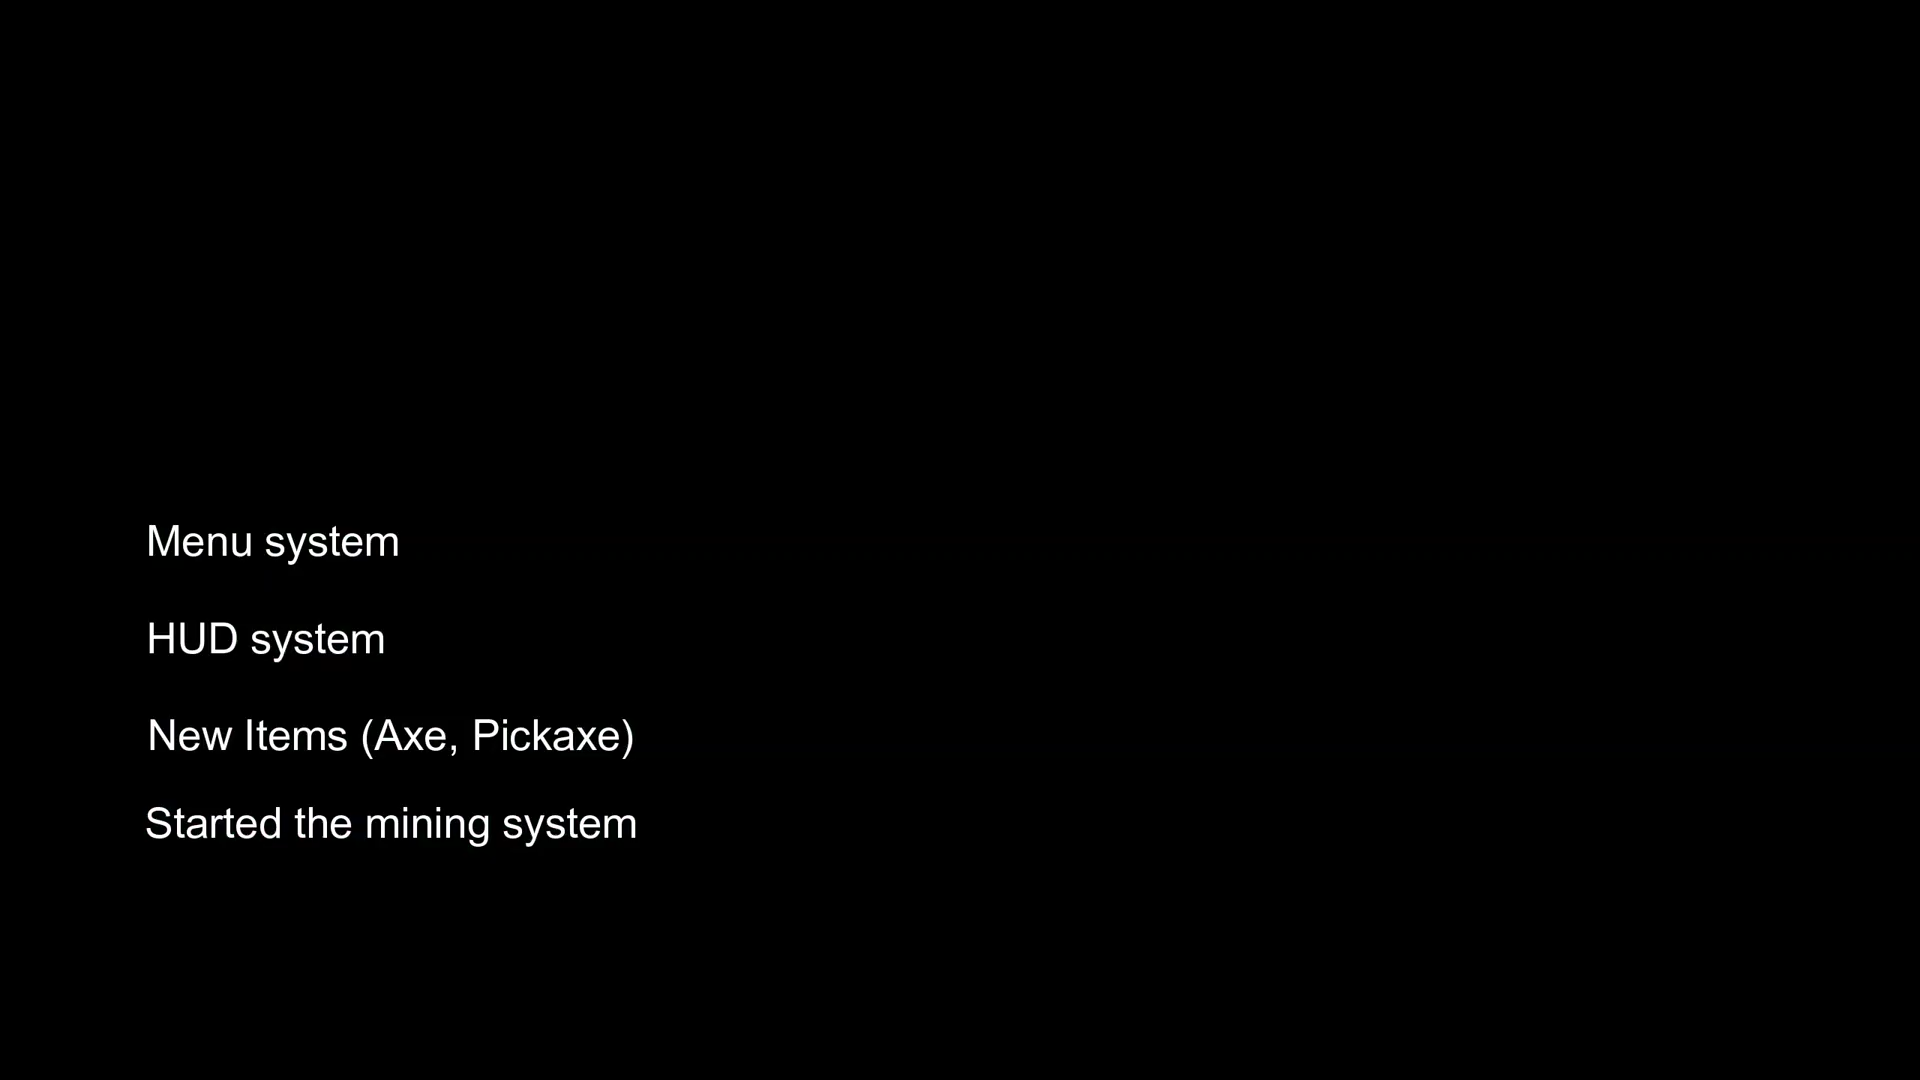 Menu system
HUD system
New Items (Axe, Pickaxe)
Started the mining system